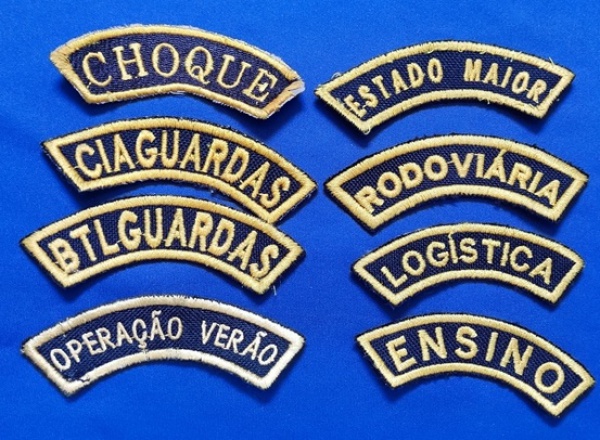 CHOQUE
CIAGUARDAS
BTLGUARDAS
OPERAÇÃO VERÃO
ESTADO MAIOR
RODOVIÁRIA
LOGÍSTICA
ENSINO